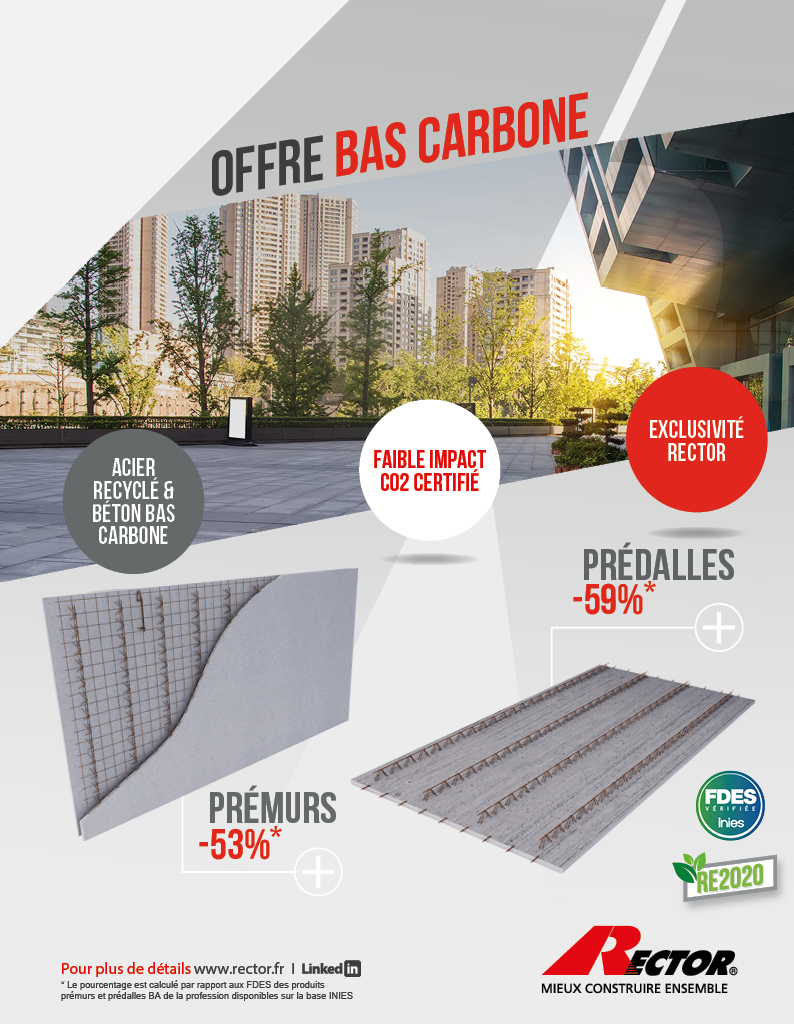 OFFRE BAS CARBONE
ACIER
RECYCLÉ &
BÉTON BAS
CARBONE
FAIBLE IMPACT
CO2 CERTIFIÉ
EXCLUSIVITÉ
RECTOR
PRÉDALLES
-59%*
PRÉMURS
-53%*
FDES
VÉRIFIÉE
Inies
RE2020
Pour plus de détails www.rector.fr I Linked in
* Le pourcentage est calculé par rapport aux FDES des produits
prémurs et prédalles BA de la profession disponibles sur la base INIES
RECTOR®
MIEUX CONSTRUIRE ENSEMBLE